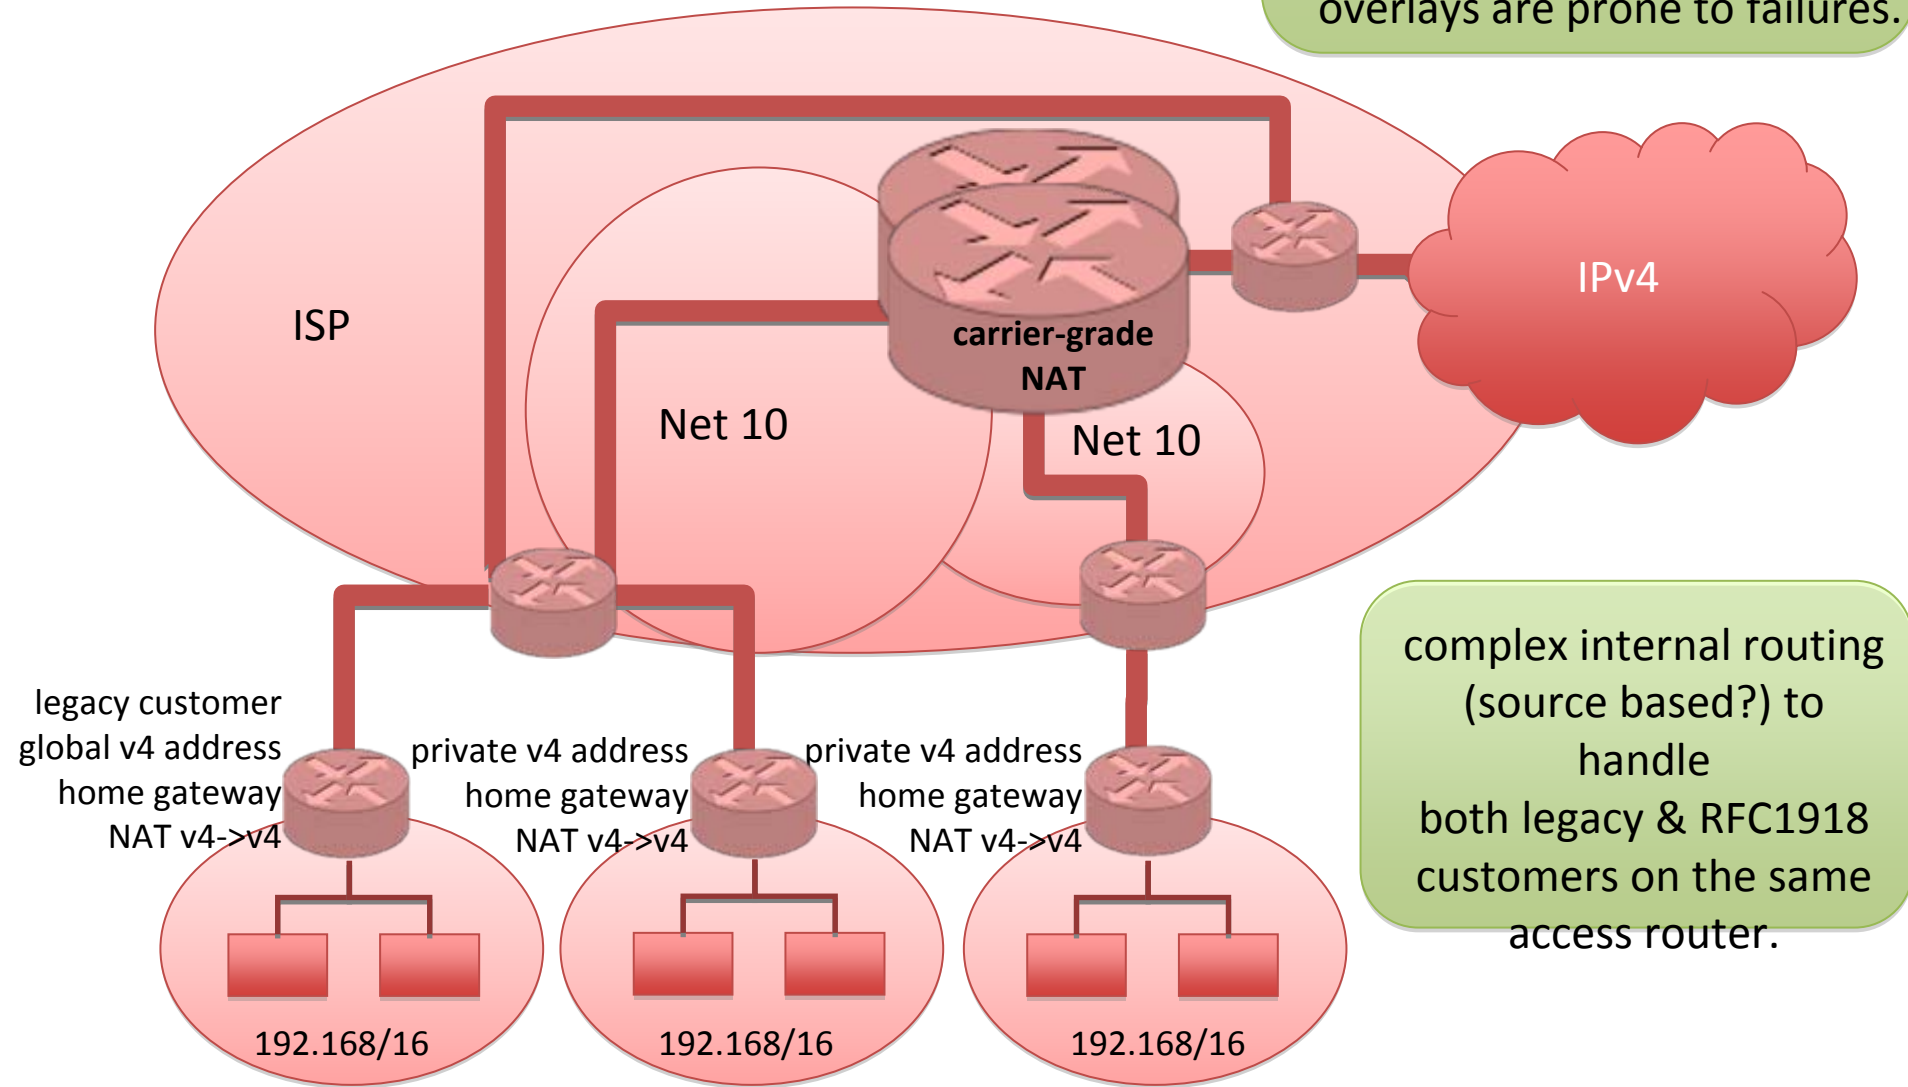 overlays are prone to failures.
IPv4
ISP
carrier-grade
NAT
Net 10
Net 10
complex internal routing
(source based?) to
handle
both legacy & RFC1918
customers on the same
access router.
legacy customer
global v4 address
home gateway
NAT v4->v4
private v4 address
home gateway
NAT v4->v4
private v4 address
home gateway
NAT v4->v4
192.168/16
192.168/16
192.168/16